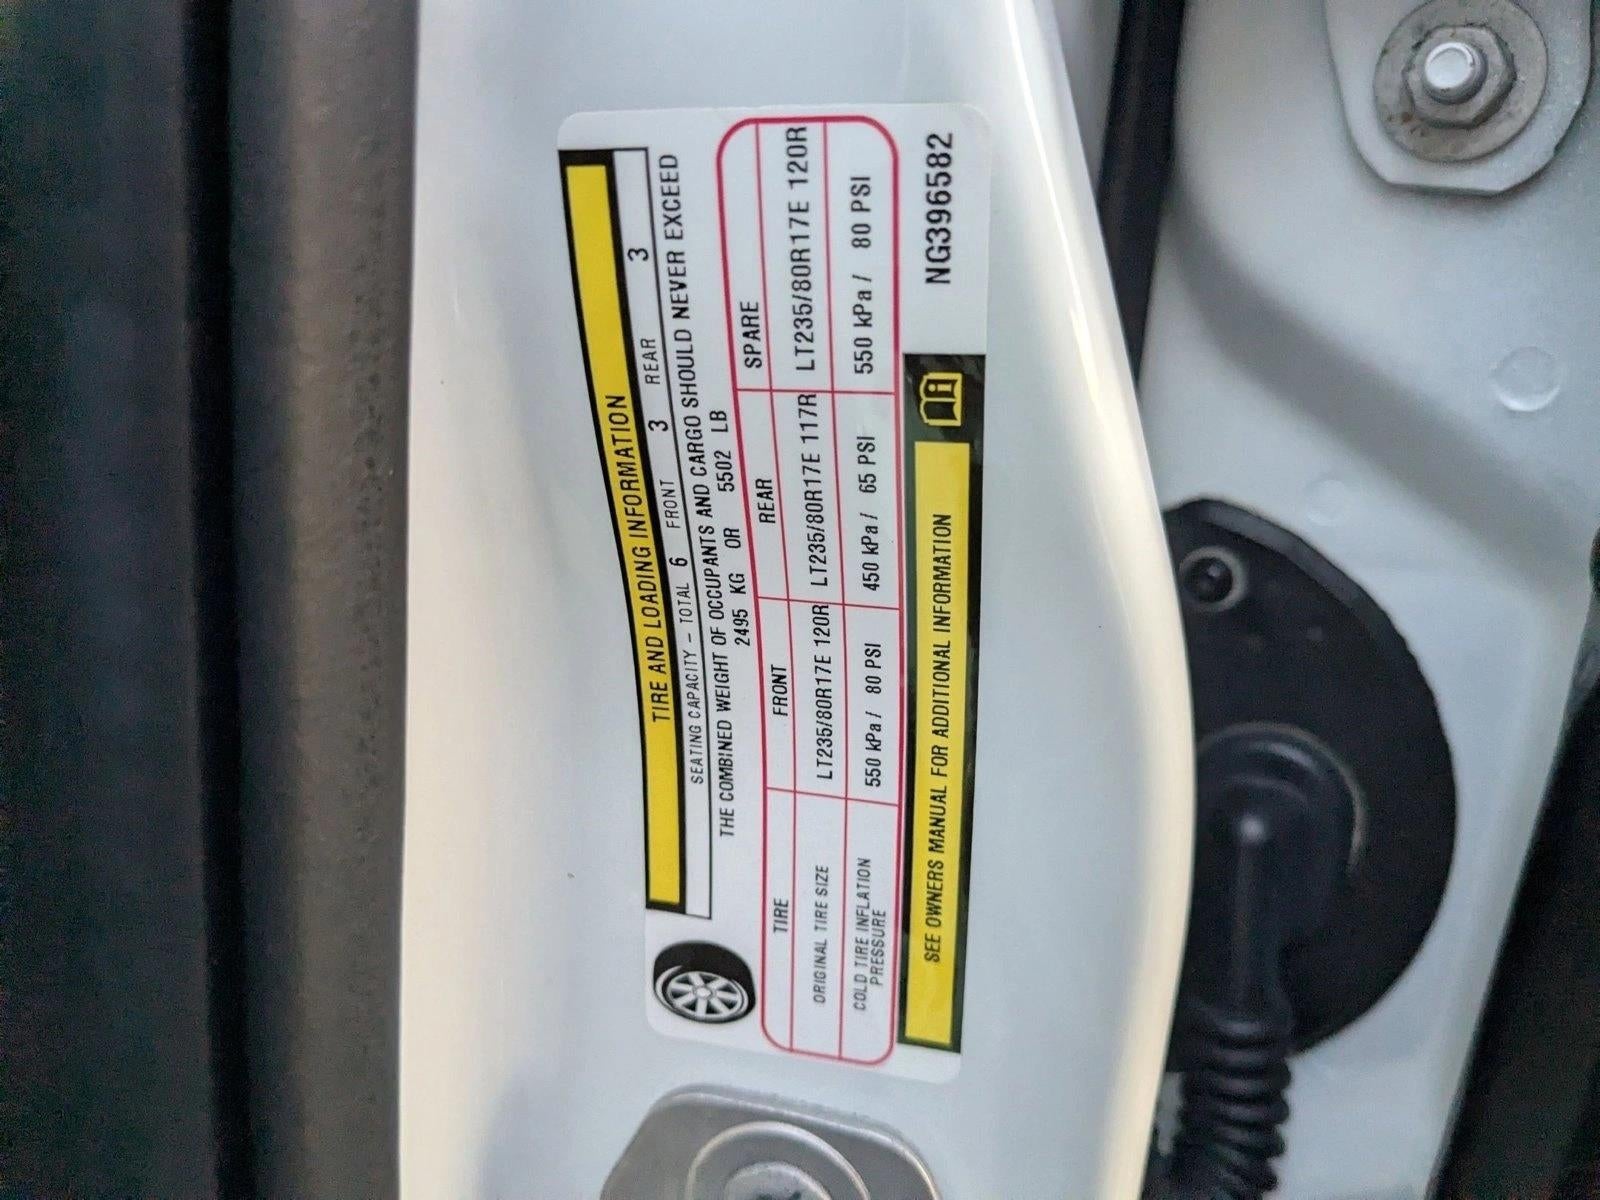 TIRE AND LOADING INFORMATION
SEATING CAPACITY - TOTAL 6 FRONT 3 REAR 3
THE COMBINED WEIGHT OF OCCUPANTS AND CARGO SHOULD NEVER EXCEED
2495 KG OR 5502 LB
TIRE FRONT REAR SPARE
ORIGINAL TIRE SIZE LT235/80R17E 120R LT235/80R17E 117R LT235/80R17E 120R
COLD TIRE INFLATION
PRESSURE 550 kPa / 80 PSI 450 kPa / 65 PSI 550 kPa / 80 PSI
SEE OWNERS MANUAL FOR ADDITIONAL INFORMATION
NG396582